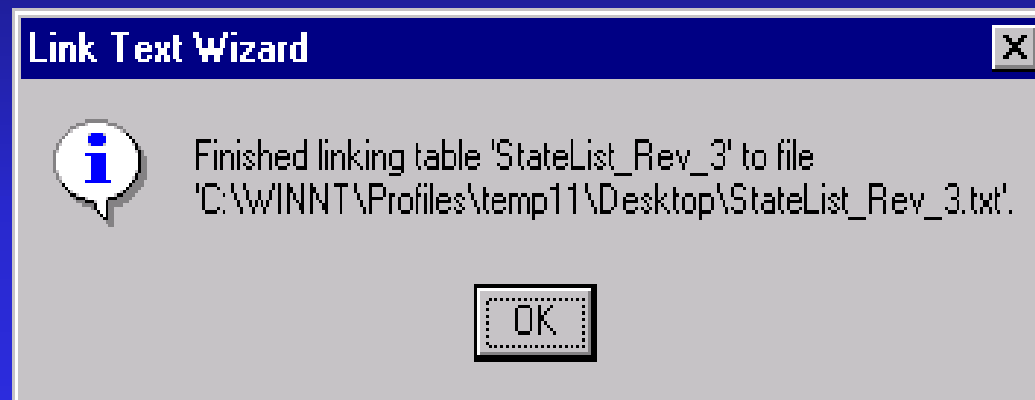 Link Text Wizard
Finished linking table 'StateList_Rev_3' to file
'C:\WINNT\Profiles\temp11\Desktop\StateList_Rev_3.txt'.
OK